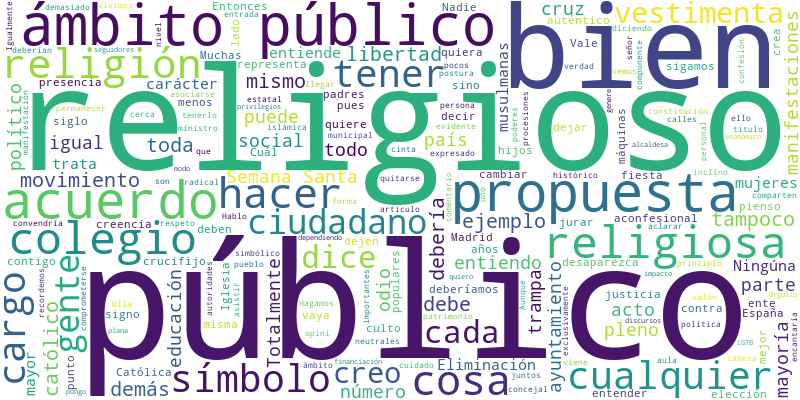 ámbito público
religioso
bien
público
religión
tener
vestimenta
cruz
auténtico
Entonces
entrada
demasiado
vivimos
Igualmente
nivel
deberían
seguidores
Muchas
lado
representa
entiende
libertad
Nadie
quiera
pocos
postura
verdad
Vale
diciendo
componente
señor
vemos
sigamos
crea
confesión
manifestaciones
musulmanas
presencia
carácter
mismo
sino
político
manifestación
permanecer
asociarse
menos
estatal
privilegios
padres
pues
llegar
persona
decir
poderes
procesiones
máquinas
genere
constitución
calles
ello
título
personal
económico
siglo
cerca
tenerlo
ministro
islámica
puede
quiere
municipal
evidente
dejar
alcaldesa
igual
toda
que
social
Cuál
todo
cinta
expresado
país
hijos
histórico
inclino
trata
son
radical
modo
Semana Santa
quitarse
cambiar
fiesta
mujeres
movimiento
hacer
forma
artículo
comentario
uno
propuesta
pienso
comparten
tampoco
acuerdo
creencia
respeto
Hablo
ciudadano
debería
ejemplo
jurar
aconfesional
aclarar
convendría
deben
dependiendo
Madrid
años
colegio
simbólico
dice
dejen
entiendo
religiosa
Ninguna
contigo
crucifijo
autoridades
Iglesia
pueblo
asistir
quiero
deberíamos
desaparezca
impacto
principio
parte
cargo
gente
recordemos
comprometerse
educación
Totalmente
Hagamos
importantes
odio
populares
debe
trampa
ayuntamiento
exclusivamente
justicia
salón
Orgullo
ente
España
católico
Mlla
signo
misma
vaya
opini
culto
patrimonio
cada
Aunque
discursos
acto
contra
pleno
política
LGTB
mayoría
encantaría
mayor
punto
plana
pongo
Católica
demás
símbolo
ámbito
financiación
creo
neutrales
número
cuidado
cosa
Eliminación
juntos
concejal
viene
aula
cualquier
entender
cabeza
mejor
elección